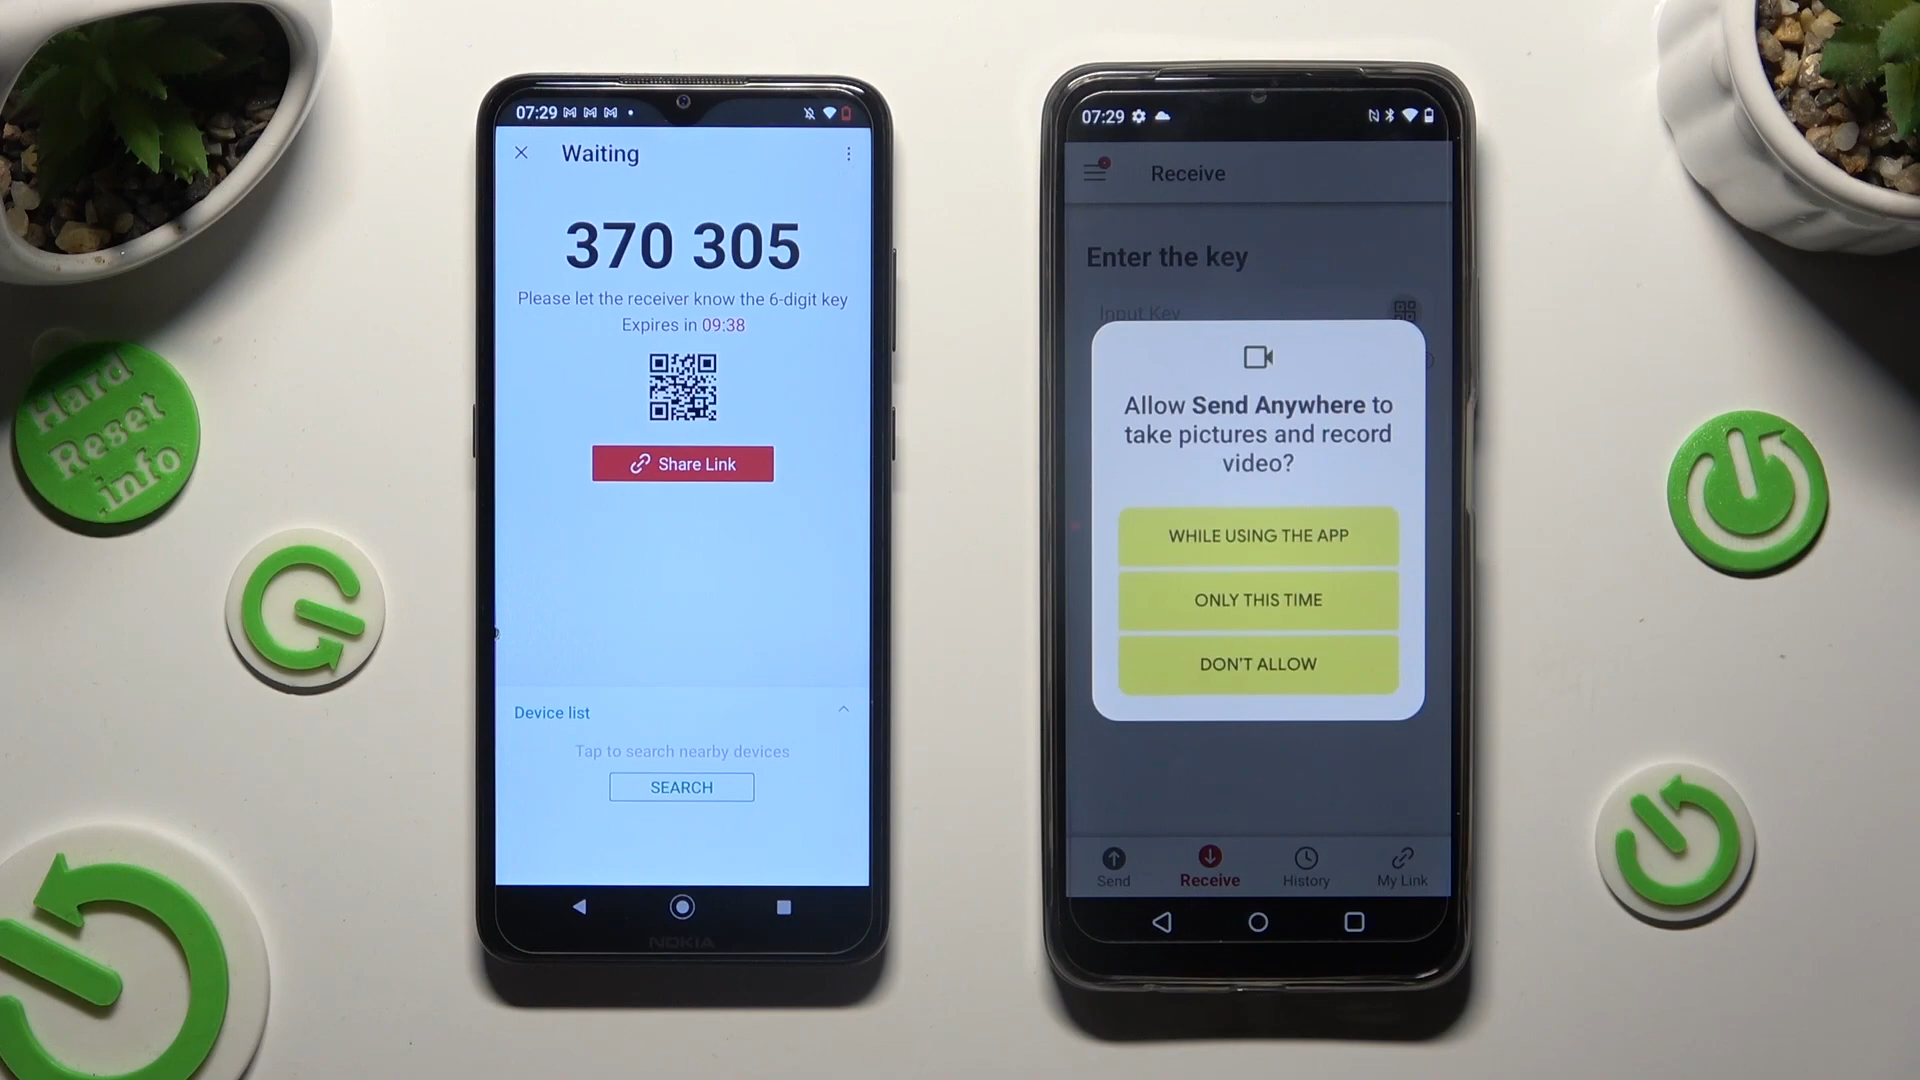 Hard
Reset
.info
07:29
Waiting
370 305
Please let the receiver know the 6-digit key
Expires in 09:38
Share Link
Device list
Tap to search nearby devices
SEARCH
NOKIA
07:29
Receive
Enter the key
Input Key
Allow Send Anywhere to
take pictures and record
video?
WHILE USING THE APP
ONLY THIS TIME
DON'T ALLOW
Send Receive History My Link